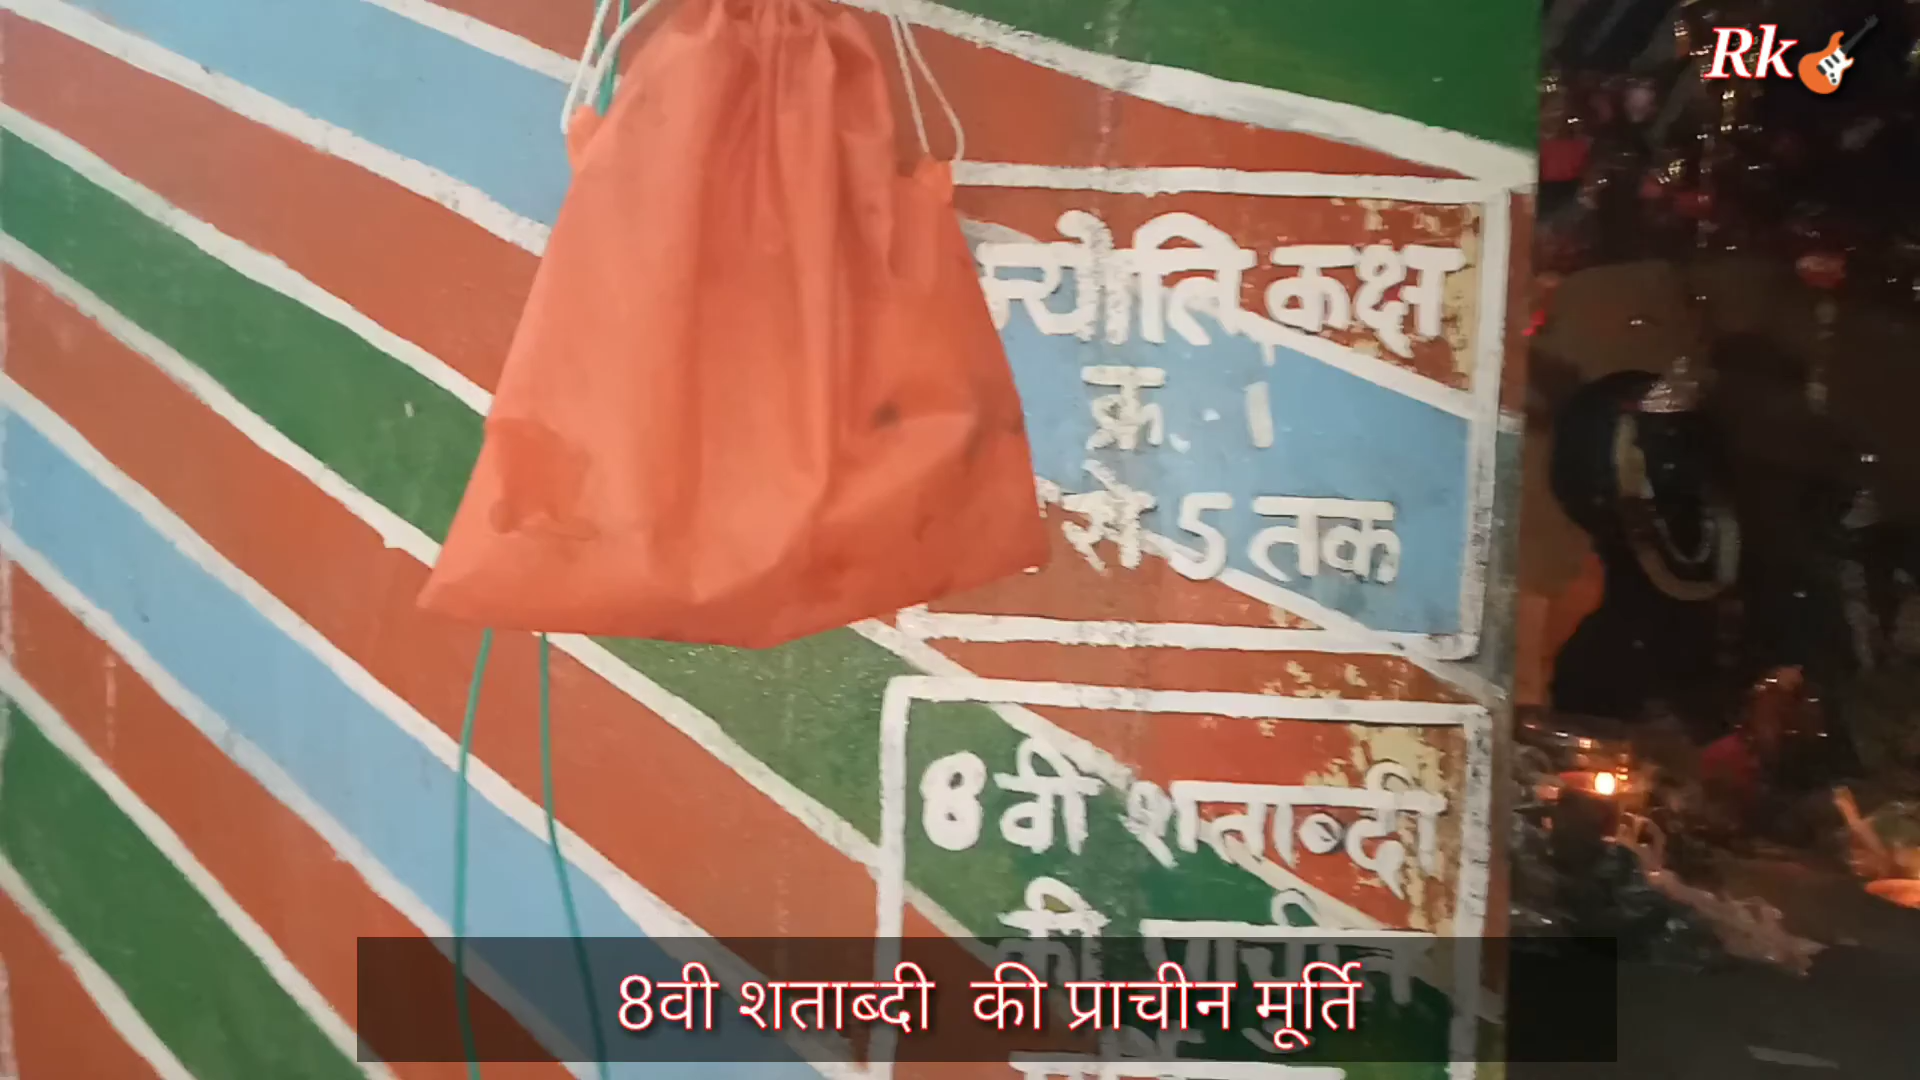 Rk
ज्योति कक्ष
क्र. 1
से 5 तक
8वी शताब्दी
की प्राचीन
8वी शताब्दी की प्राचीन मूर्ति